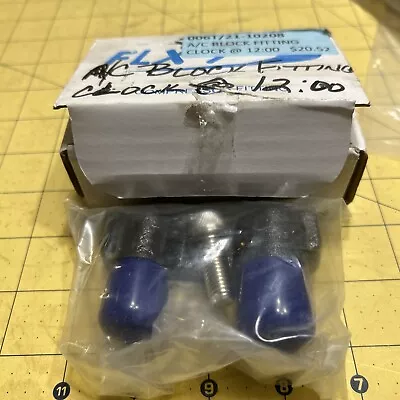 0061/21-10208
A/C BLOCK FITTING
CLOCK @ 12:00 $20.52
FLX
A/C BLOCK FITTING
CLOCK @ 12:00
11
9
8
7